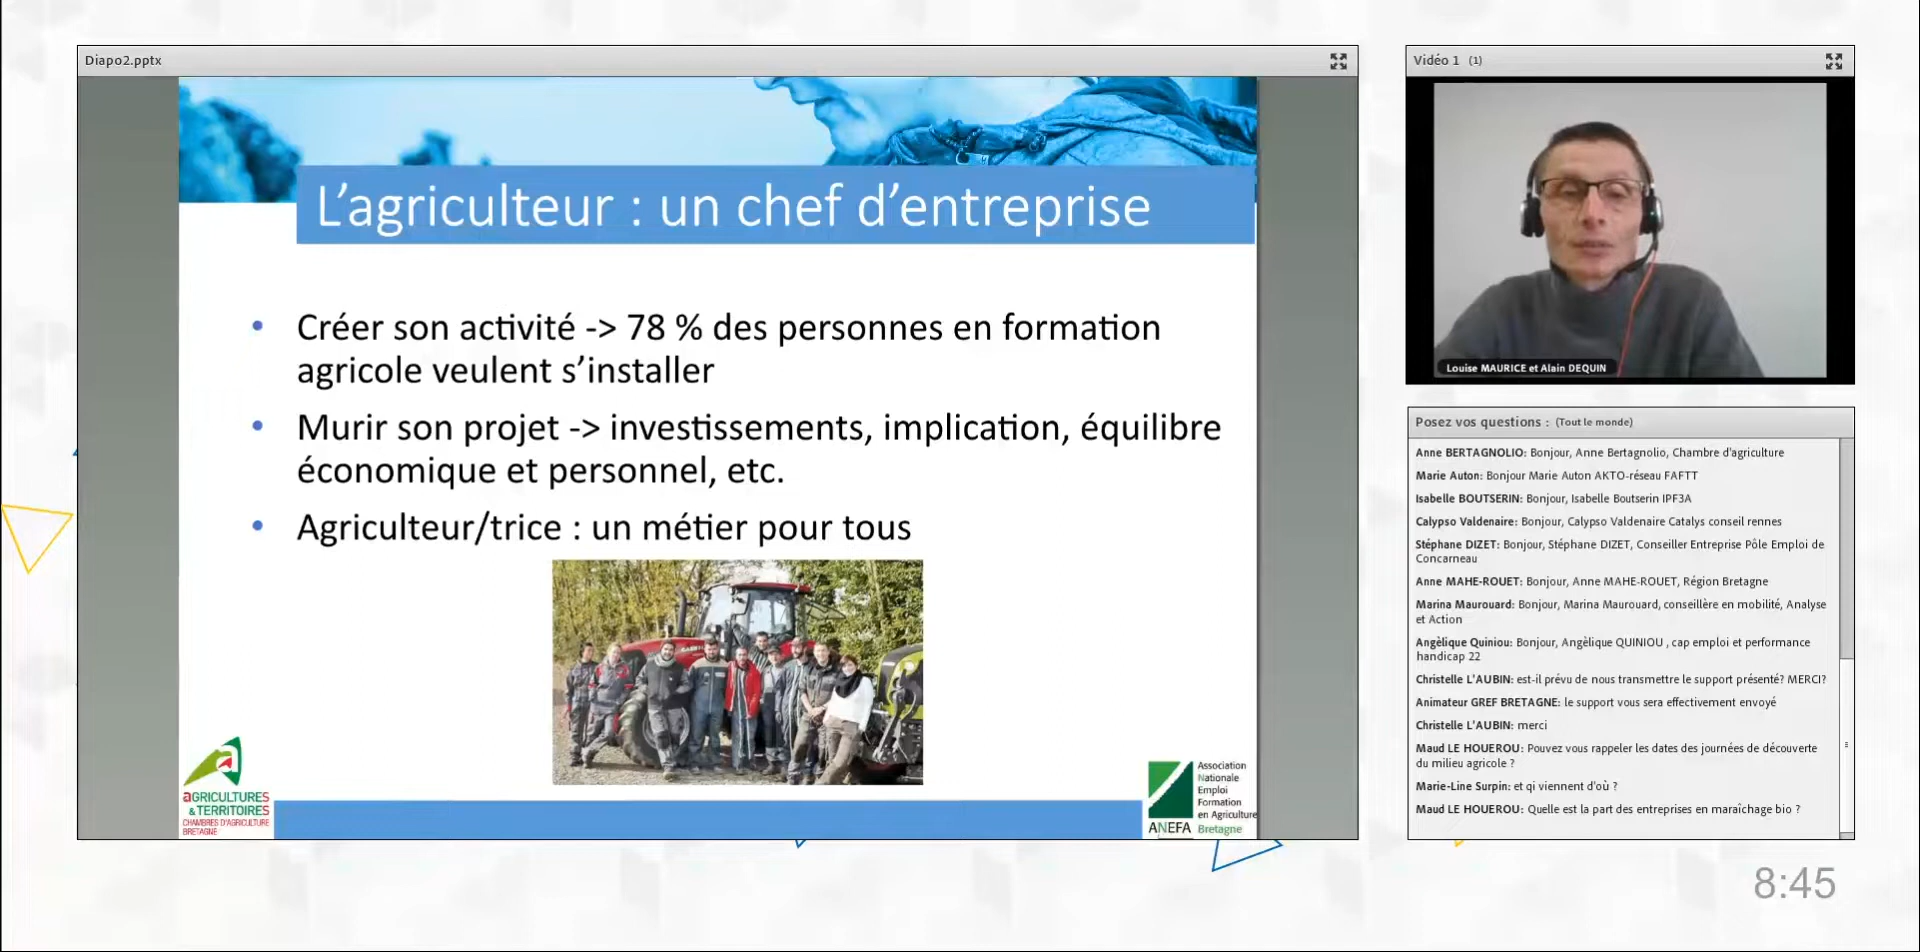 Diapo2.pptx
L’agriculteur : un chef d’entreprise
• Créer son activité -> 78 % des personnes en formation
agricole veulent s’installer
• Murir son projet -> investissements, implication, équilibre
économique et personnel, etc.
• Agriculteur/trice : un métier pour tous
aGRICULTURES
& TERRITOIRES
CHAMBRES D'AGRICULTURE
BRETAGNE
Association
Nationale
Emploi
Formation
en Agriculture
ANEFA Bretagne
Vidéo 1 (1)
Louise MAURICE et Alain DEQUIN
Posez vos questions : (Tout le monde)
Anne BERTAGNOLIO: Bonjour, Anne Bertagnolio, Chambre d'agriculture
Marie Auton: Bonjour Marie Auton AKTO-réseau FAFTT
Isabelle BOUTSERIN: Bonjour, Isabelle Boutserin IPF3A
Calypso Valdenaire: Bonjour, Calypso Valdenaire Catalys conseil rennes
Stéphane DIZET: Bonjour, Stéphane DIZET, Conseiller Entreprise Pôle Emploi de
Concarneau
Anne MAHE-ROUET: Bonjour, Anne MAHE-ROUET, Région Bretagne
Marina Maurouard: Bonjour, Marina Maurouard, conseillère en mobilité, Analyse
et Action
Angèlique Quiniou: Bonjour, Angèlique QUINIOU , cap emploi et performance
handicap 22
Christelle L'AUBIN: est-il prévu de nous transmettre le support présenté? MERCI?
Animateur GREF BRETAGNE: le support vous sera effectivement envoyé
Christelle L'AUBIN: merci
Maud LE HOUEROU: Pouvez vous rappeler les dates des journées de découverte
du milieu agricole ?
Marie-Line Surpin: et qi viennent d'où ?
Maud LE HOUEROU: Quelle est la part des entreprises en maraîchage bio ?
8:45